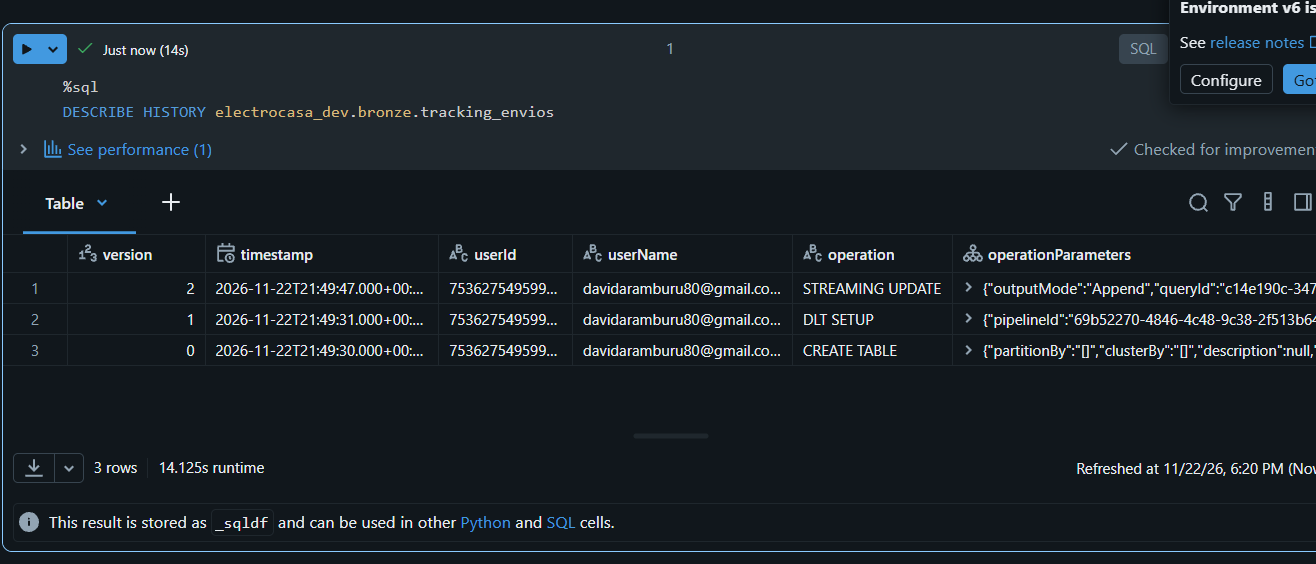 Environment v6 is
Just now (14s)
1
SQL
See release notes
%sql
Configure
Go
DESCRIBE HISTORY electrocasa_dev.bronze.tracking_envios
See performance (1)
Checked for improvemen
Table
version timestamp userId userName operation operationParameters
1 2 2026-11-22T21:49:47.000+00:... 753627549599... davidaramburu80@gmail.co... STREAMING UPDATE {"outputMode":"Append","queryId":"c14e190c-347
2 1 2026-11-22T21:49:31.000+00:... 753627549599... davidaramburu80@gmail.co... DLT SETUP {"pipelineId":"69b52270-4846-4c48-9c38-2f513b64
3 0 2026-11-22T21:49:30.000+00:... 753627549599... davidaramburu80@gmail.co... CREATE TABLE {"partitionBy":"[]","clusterBy":"[]","description":null,"
3 rows 14.125s runtime
Refreshed at 11/22/26, 6:20 PM (Now
This result is stored as _sqldf and can be used in other Python and SQL cells.